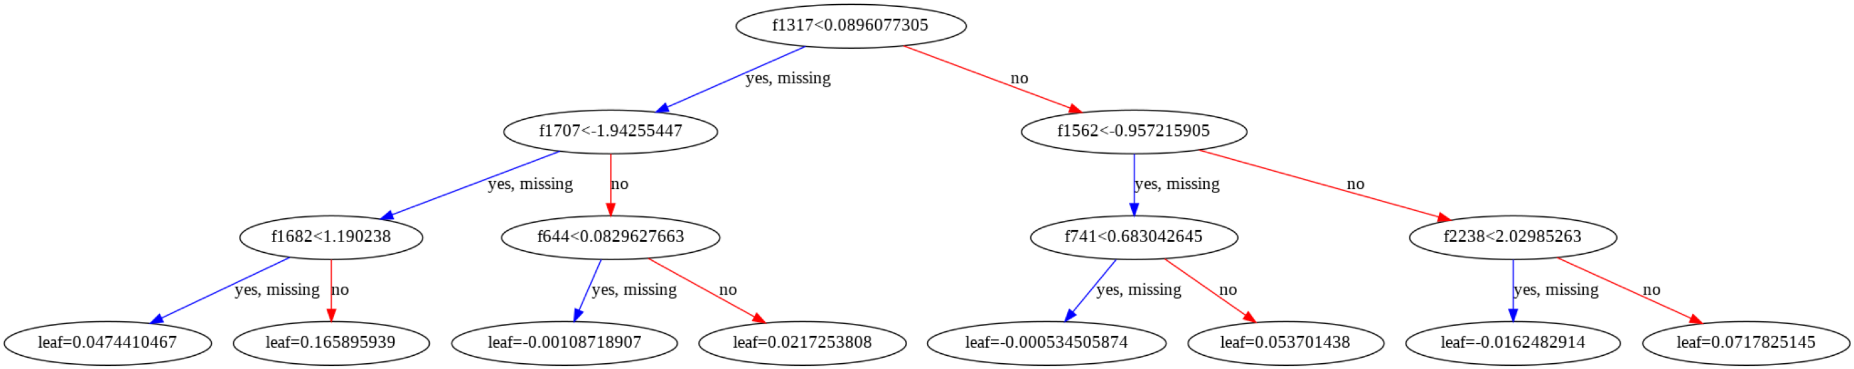 f1317<0.0896077305
yes, missing
no
f1707<-1.94255447
f1562<-0.957215905
yes, missing
no
yes, missing
no
f1682<1.190238
f644<0.0829627663
f741<0.683042645
f2238<2.02985263
yes, missing
no
yes, missing
no
yes, missing
no
yes, missing
no
leaf=0.0474410467
leaf=0.165895939
leaf=-0.00108718907
leaf=0.0217253808
leaf=-0.000534505874
leaf=0.053701438
leaf=-0.0162482914
leaf=0.0717825145